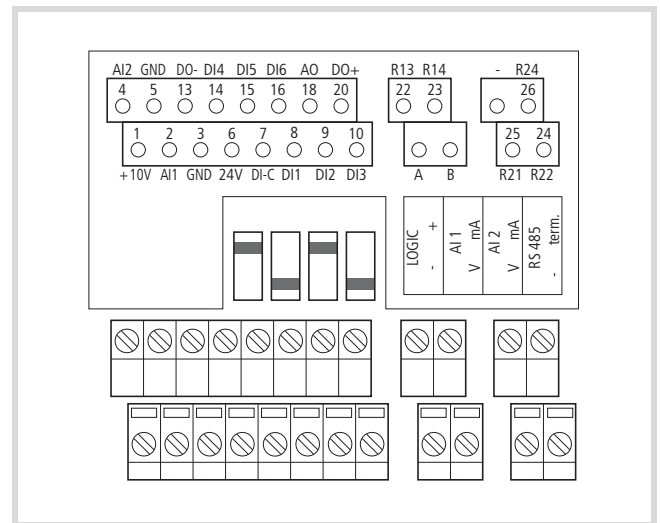 AI2 GND DO- DI4 DI5 DI6 AO DO+ R13 R14 - R24
4 5 13 14 15 16 18 20 22 23 26
1 2 3 6 7 8 9 10 25 24
+10V AI1 GND 24V DI-C DI1 DI2 DI3 A B R21 R22
LOGIC - +
AI 1 V mA
AI 2 V mA
RS 485 - term.